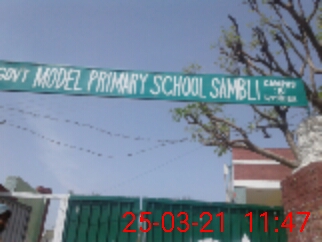 GOVT MODEL PRIMARY SCHOOL SAMBLI
25-03-21 11:47